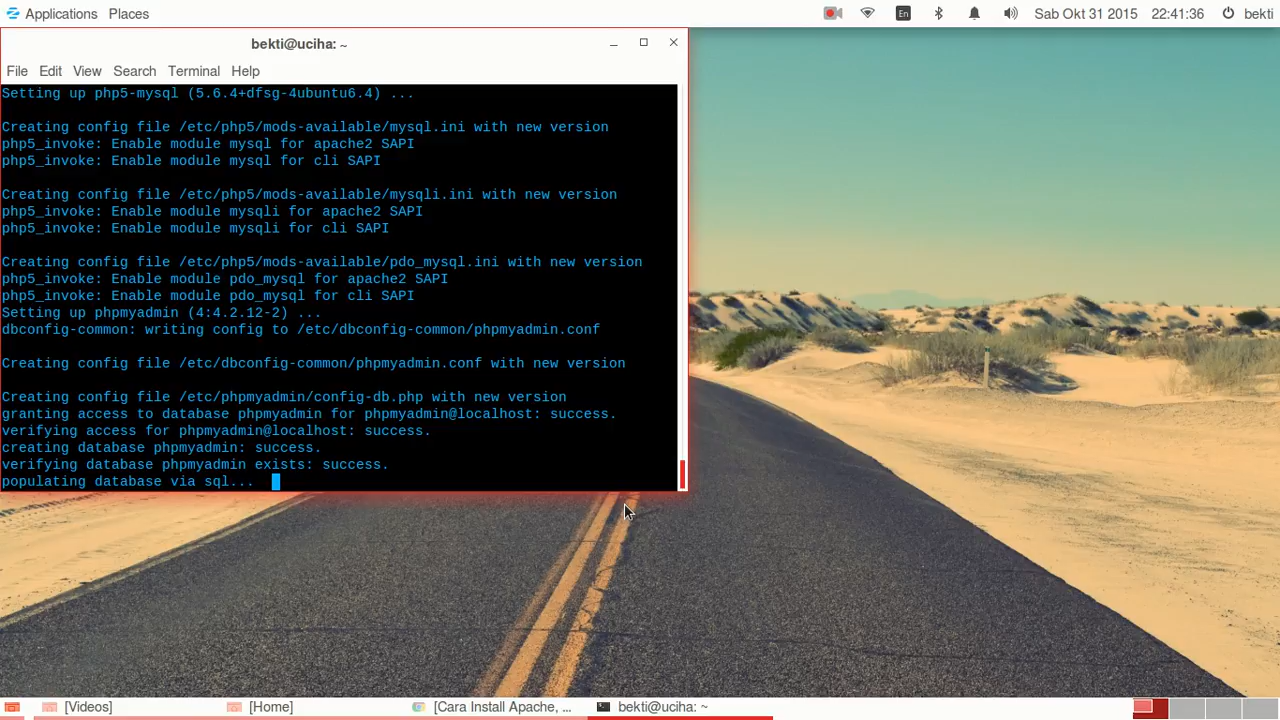 Applications Places En Sab Okt 31 2015 22:41:36 bekti
bekti@uciha: ~
File Edit View Search Terminal Help
Setting up php5-mysql (5.6.4+dfsg-4ubuntu6.4) ...
Creating config file /etc/php5/mods-available/mysql.ini with new version
php5_invoke: Enable module mysql for apache2 SAPI
php5_invoke: Enable module mysql for cli SAPI
Creating config file /etc/php5/mods-available/mysqli.ini with new version
php5_invoke: Enable module mysqli for apache2 SAPI
php5_invoke: Enable module mysqli for cli SAPI
Creating config file /etc/php5/mods-available/pdo_mysql.ini with new version
php5_invoke: Enable module pdo_mysql for apache2 SAPI
php5_invoke: Enable module pdo_mysql for cli SAPI
Setting up phpmyadmin (4:4.2.12-2) ...
dbconfig-common: writing config to /etc/dbconfig-common/phpmyadmin.conf
Creating config file /etc/dbconfig-common/phpmyadmin.conf with new version
Creating config file /etc/phpmyadmin/config-db.php with new version
granting access to database phpmyadmin for phpmyadmin@localhost: success.
verifying access for phpmyadmin@localhost: success.
creating database phpmyadmin: success.
verifying database phpmyadmin exists: success.
populating database via sql...
[Videos] [Home] [Cara Install Apache, ... bekti@uciha: ~